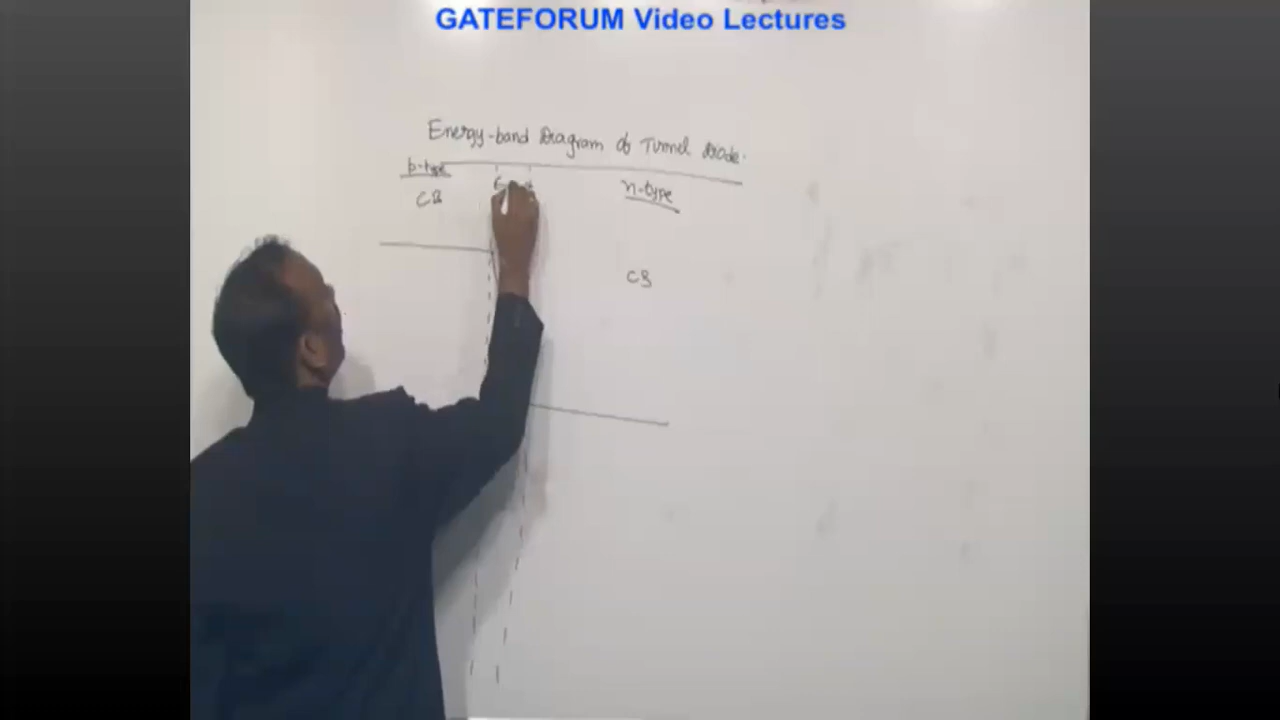 GATEFORUM Video Lectures
Energy-band Diagram of Tunnel Diode.
p-type
n-type
CB
CB